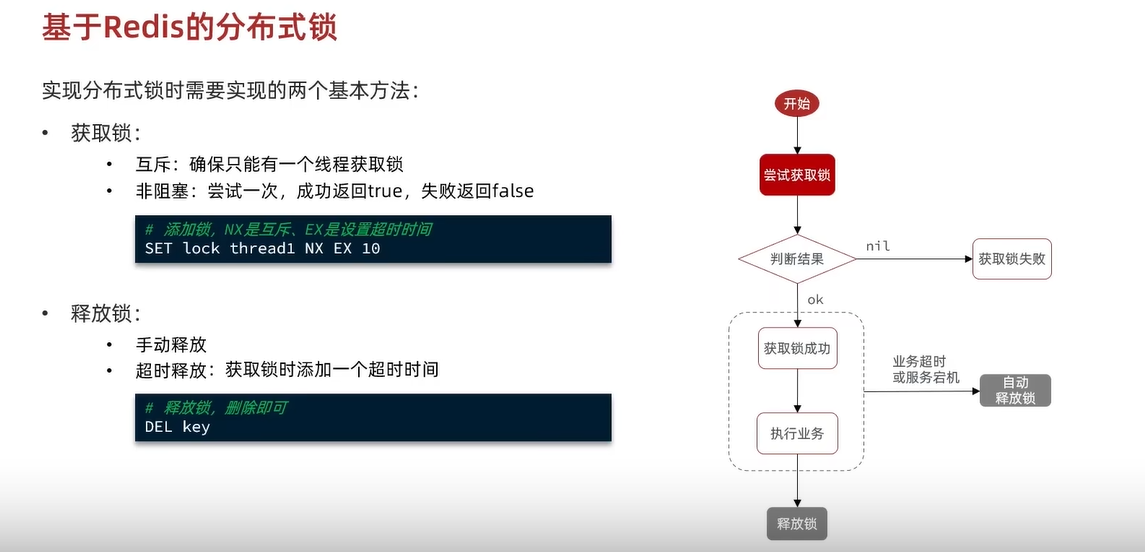 基于Redis的分布式锁
实现分布式锁时需要实现的两个基本方法：
• 获取锁：
• 互斥：确保只能有一个线程获取锁
• 非阻塞：尝试一次，成功返回true，失败返回false
# 添加锁，NX是互斥、EX是设置超时时间
SET lock thread1 NX EX 10
• 释放锁：
• 手动释放
• 超时释放：获取锁时添加一个超时时间
# 释放锁，删除即可
DEL key
开始
尝试获取锁
判断结果
nil
获取锁失败
ok
获取锁成功
执行业务
业务超时
或服务宕机
自动
释放锁
释放锁